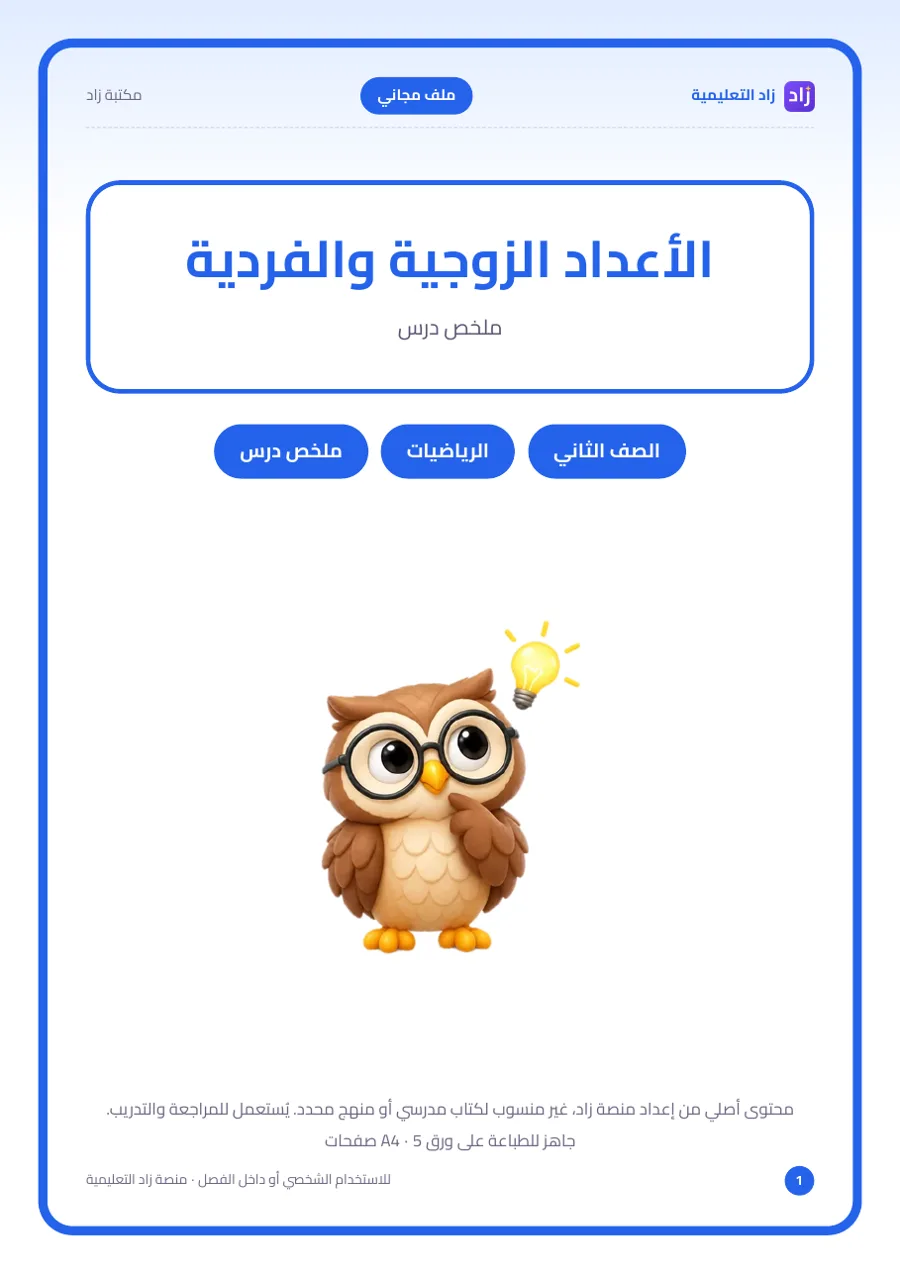 زاد
زاد التعليمية
ملف مجاني
مكتبة زاد
الأعداد الزوجية والفردية
ملخص درس
الصف الثاني
الرياضيات
ملخص درس
محتوى أصلي من إعداد منصة زاد، غير منسوب لكتاب مدرسي أو منهج محدد. يُستعمل للمراجعة والتدريب.
جاهز للطباعة على ورق A4 · 5 صفحات
1
للاستخدام الشخصي أو داخل الفصل · منصة زاد التعليمية